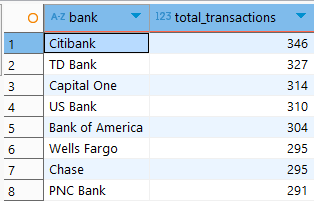 A-Z bank 123 total_transactions
1 Citibank 346
2 TD Bank 327
3 Capital One 314
4 US Bank 310
5 Bank of America 304
6 Wells Fargo 295
7 Chase 295
8 PNC Bank 291